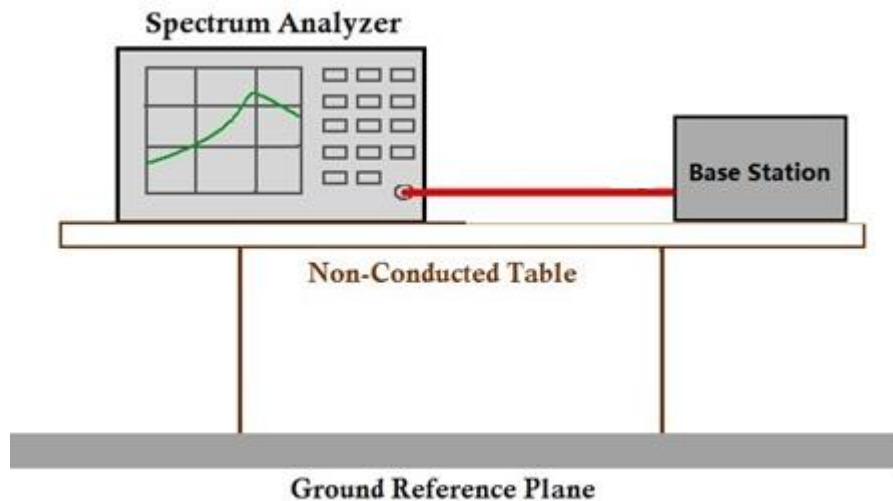 Spectrum Analyzer
Base Station
Non-Conducted Table
Ground Reference Plane